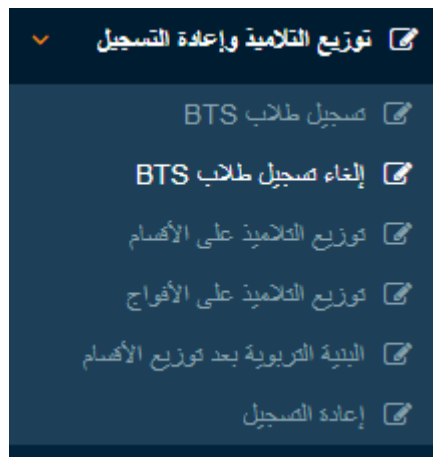 توزيع التلاميذ وإعادة التسجيل
تسجيل طلاب BTS
إلغاء تسجيل طلاب BTS
توزيع التلاميذ على الأقسام
توزيع التلاميذ على الأفواج
البنية التربوية بعد توزيع الأقسام
إعادة التسجيل